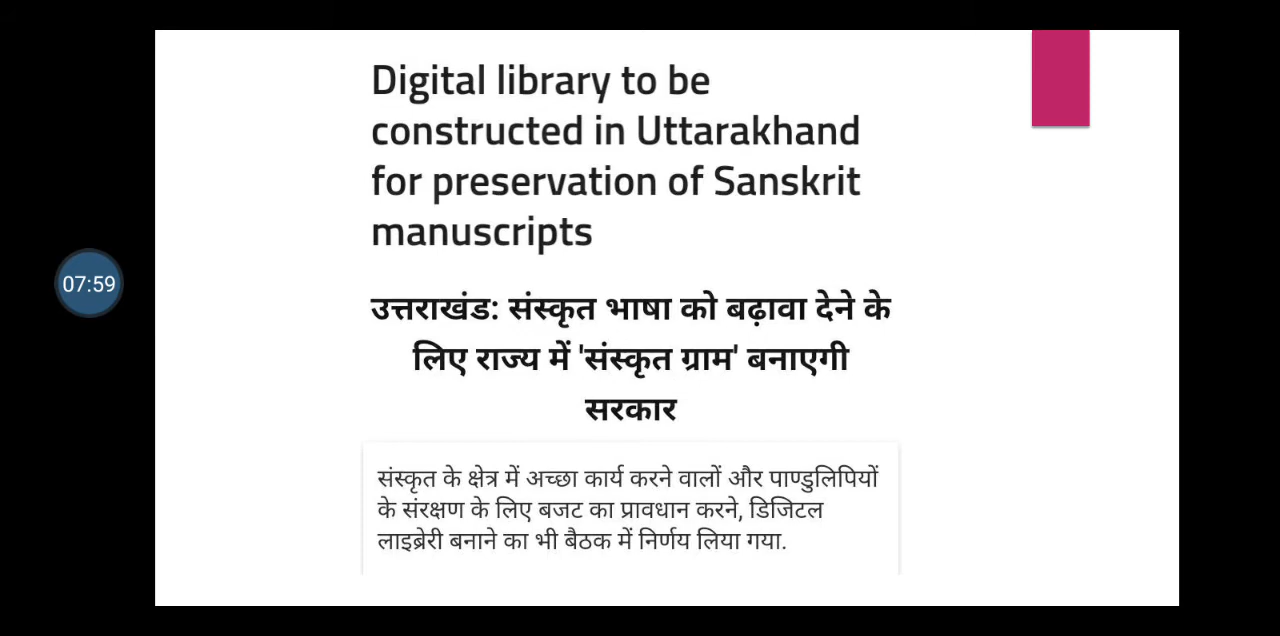 Digital library to be
constructed in Uttarakhand
for preservation of Sanskrit
manuscripts
07:59
उत्तराखंड: संस्कृत भाषा को बढ़ावा देने के
लिए राज्य में 'संस्कृत ग्राम' बनाएगी
सरकार
संस्कृत के क्षेत्र में अच्छा कार्य करने वालों और पाण्डुलिपियों
के संरक्षण के लिए बजट का प्रावधान करने, डिजिटल
लाइब्रेरी बनाने का भी बैठक में निर्णय लिया गया.